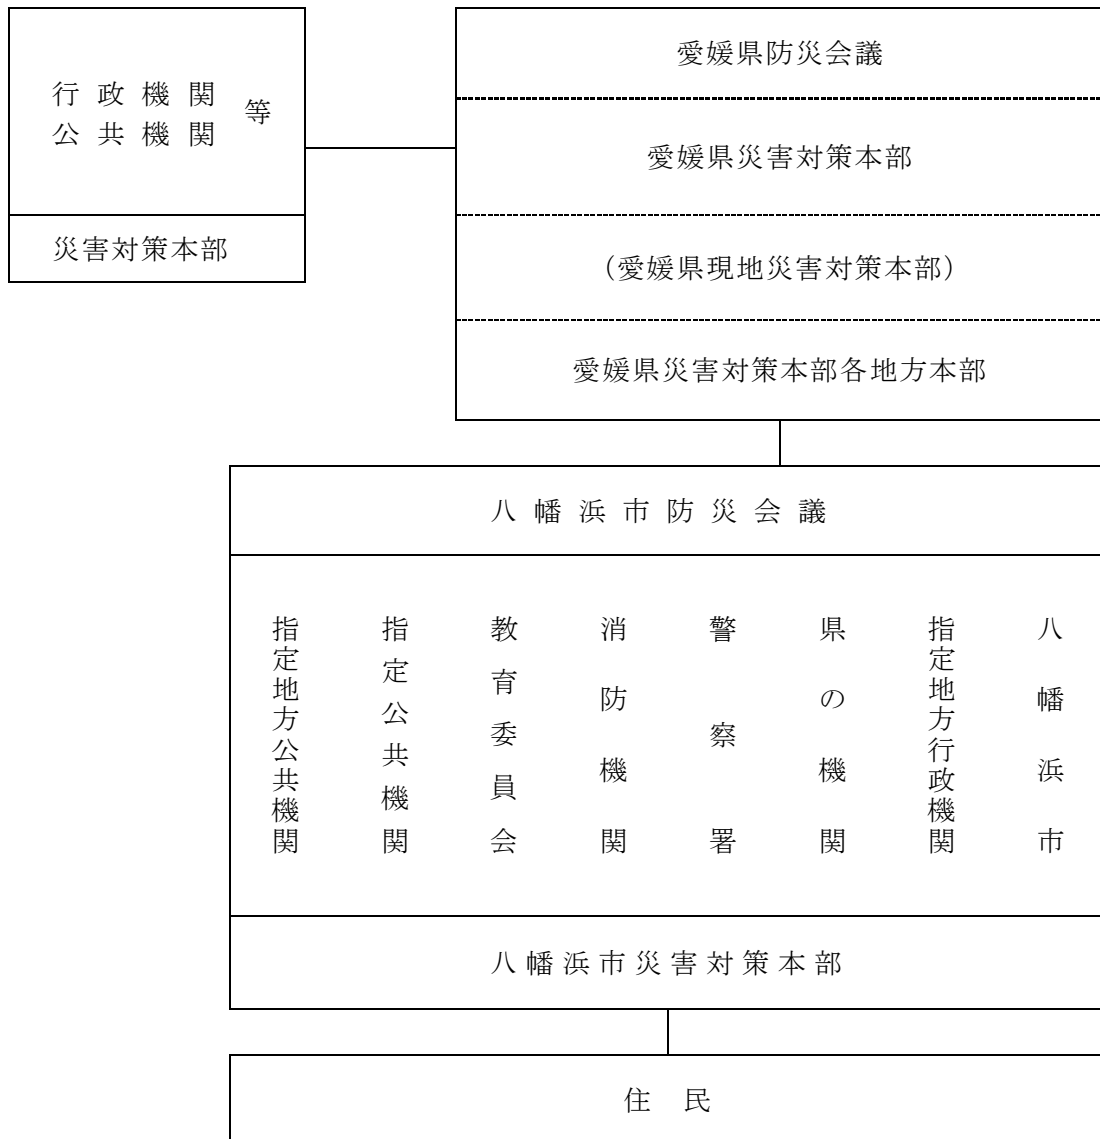 行政機関
公共機関
等
災害対策本部
愛媛県防災会議
愛媛県災害対策本部
（愛媛県現地災害対策本部）
愛媛県災害対策本部各地方本部
八幡浜市防災会議
八幡浜市
指定地方行政機関
県の機関
警察署
消防機関
教育委員会
指定公共機関
指定地方公共機関
八幡浜市災害対策本部
住民